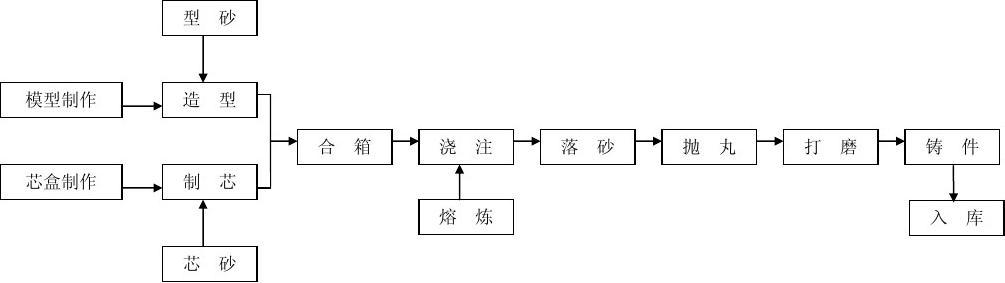 型 砂
模型制作
造 型
合 箱
浇 注
落 砂
抛 丸
打 磨
铸 件
芯盒制作
制 芯
熔 炼
入 库
芯 砂